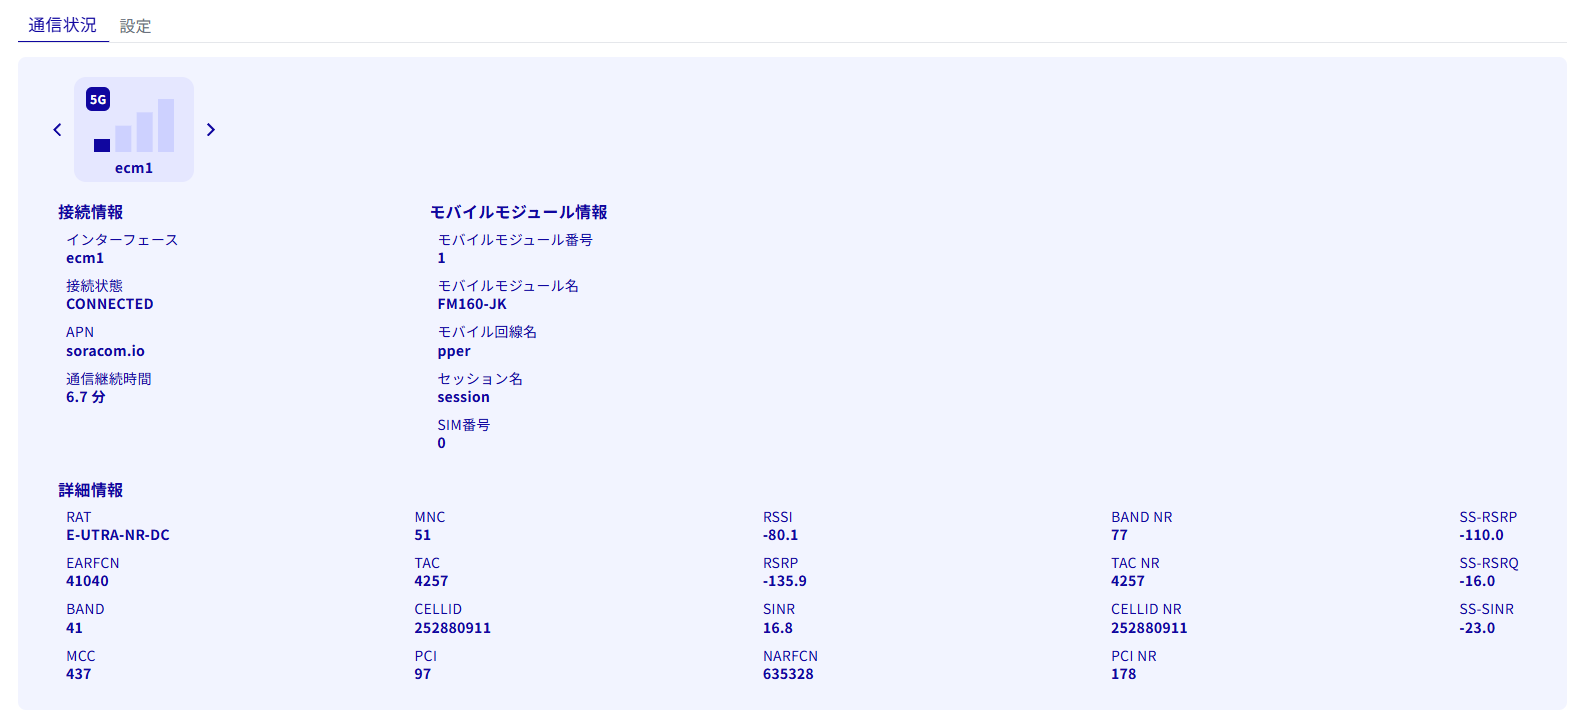 通信状況 設定
5G
ecm1
接続情報
インターフェース
ecm1
接続状態
CONNECTED
APN
soracom.io
通信継続時間
6.7 分
モバイルモジュール情報
モバイルモジュール番号
1
モバイルモジュール名
FM160-JK
モバイル回線名
pper
セッション名
session
SIM番号
0
詳細情報
RAT
E-UTRA-NR-DC
EARFCN
41040
BAND
41
MCC
437
MNC
51
TAC
4257
CELLID
252880911
PCI
97
RSSI
-80.1
RSRP
-135.9
SINR
16.8
NARFCN
635328
BAND NR
77
TAC NR
4257
CELLID NR
252880911
PCI NR
178
SS-RSRP
-110.0
SS-RSRQ
-16.0
SS-SINR
-23.0